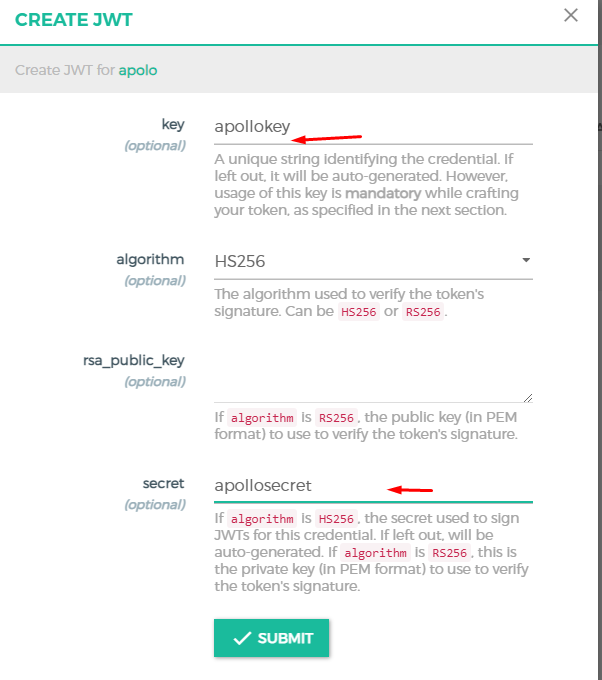 CREATE JWT
Create JWT for apolo
key
(optional)
apollokey
A unique string identifying the credential. If
left out, it will be auto-generated. However,
usage of this key is mandatory while crafting
your token, as specified in the next section.
algorithm
(optional)
HS256
The algorithm used to verify the token's
signature. Can be HS256 or RS256.
rsa_public_key
(optional)
If algorithm is RS256, the public key (in PEM
format) to use to verify the token's signature.
secret
(optional)
apollosecret
If algorithm is HS256, the secret used to sign
JWTs for this credential. If left out, will be
auto-generated. If algorithm is RS256, this is
the private key (in PEM format) to use to verify
the token's signature.
SUBMIT